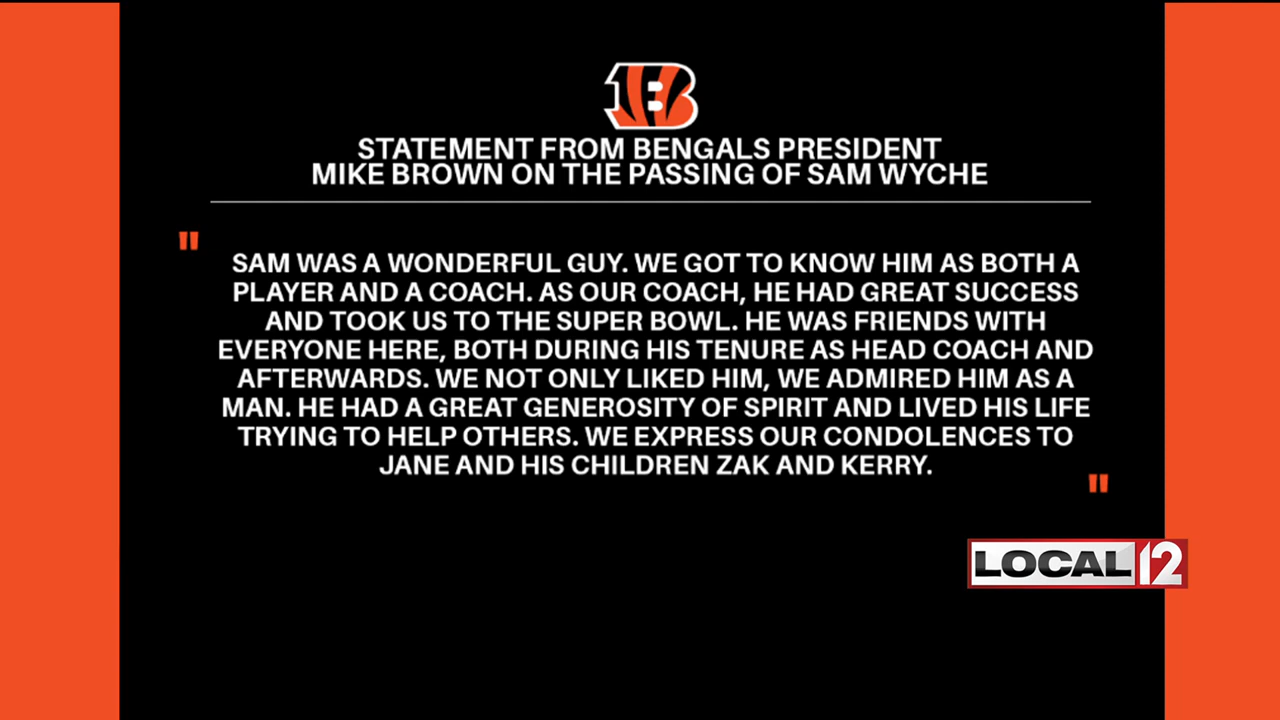 B
STATEMENT FROM BENGALS PRESIDENT
MIKE BROWN ON THE PASSING OF SAM WYCHE
"
SAM WAS A WONDERFUL GUY. WE GOT TO KNOW HIM AS BOTH A
PLAYER AND A COACH. AS OUR COACH, HE HAD GREAT SUCCESS
AND TOOK US TO THE SUPER BOWL. HE WAS FRIENDS WITH
EVERYONE HERE, BOTH DURING HIS TENURE AS HEAD COACH AND
AFTERWARDS. WE NOT ONLY LIKED HIM, WE ADMIRED HIM AS A
MAN. HE HAD A GREAT GENEROSITY OF SPIRIT AND LIVED HIS LIFE
TRYING TO HELP OTHERS. WE EXPRESS OUR CONDOLENCES TO
JANE AND HIS CHILDREN ZAK AND KERRY.
"
LOCAL 12